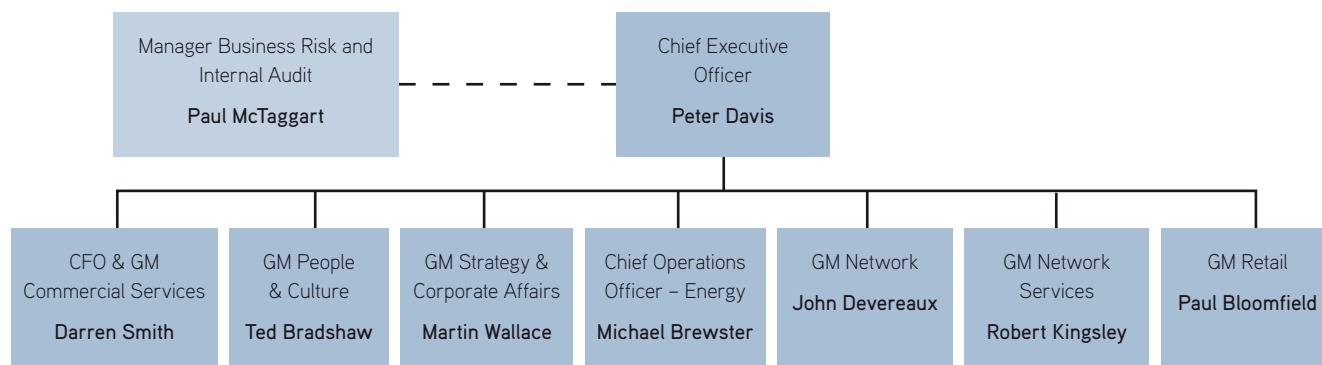 Manager Business Risk and
Internal Audit
Paul McTaggart
Chief Executive
Officer
Peter Davis
CFO & GM
Commercial Services
Darren Smith
GM People
& Culture
Ted Bradshaw
GM Strategy &
Corporate Affairs
Martin Wallace
Chief Operations
Officer – Energy
Michael Brewster
GM Network
John Devereaux
GM Network
Services
Robert Kingsley
GM Retail
Paul Bloomfield